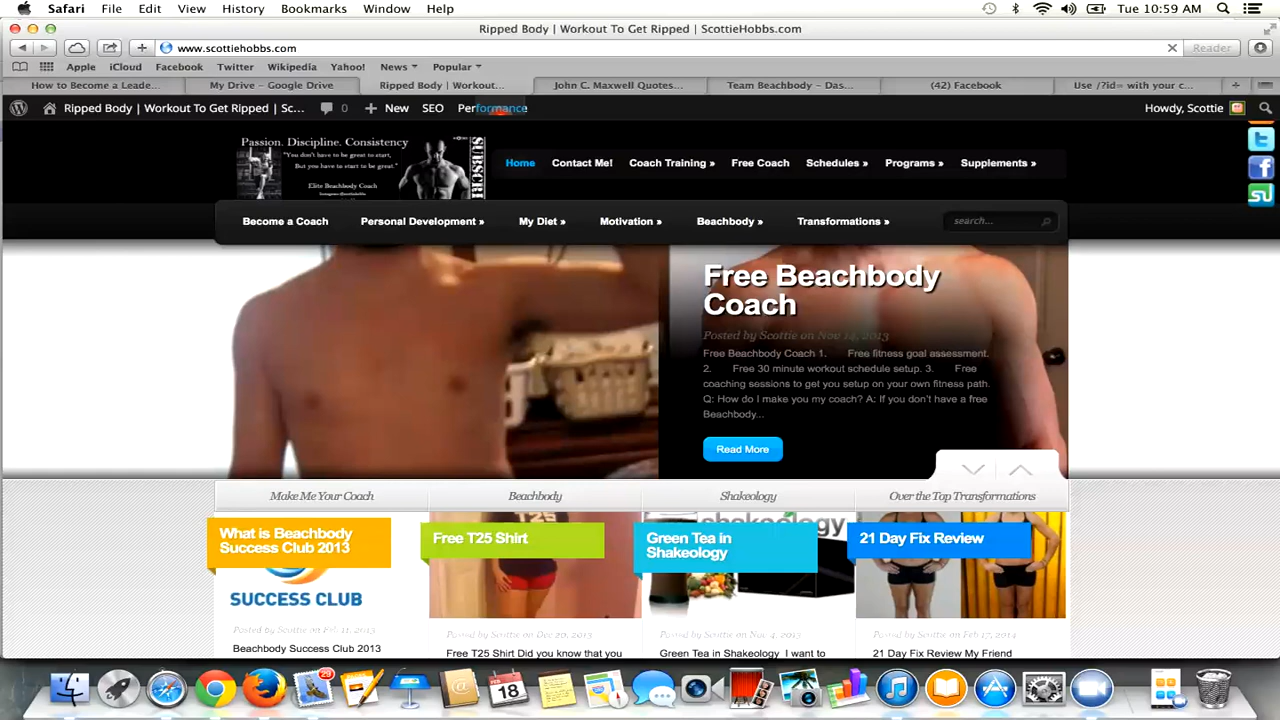 Safari File Edit View History Bookmarks Window Help Tue 10:59 AM
Ripped Body | Workout To Get Ripped | ScottieHobbs.com
www.scottiehobbs.com Reader
Apple iCloud Facebook Twitter Wikipedia Yahoo! News Popular
How to Become a Leade... My Drive – Google Drive Ripped Body | Workout... John C. Maxwell Quotes... Team Beachbody – Das... (42) Facebook Use /?id= with your c...
Ripped Body | Workout To Get Ripped | Sc... 0 + New SEO Performance Howdy, Scottie
Passion. Discipline. Consistency
"You don't have to be great to start,
But you have to start to be great."
Elite Beachbody Coach
SUBSCRI
Home Contact Me! Coach Training » Free Coach Schedules » Programs » Supplements »
Become a Coach Personal Development » My Diet » Motivation » Beachbody » Transformations » search...
Free Beachbody
Coach
Posted by Scottie on Nov 14, 2013
Free Beachbody Coach 1. Free fitness goal assessment.
2. Free 30 minute workout schedule setup. 3. Free
coaching sessions to get you setup on your own fitness path.
Q: How do I make you my coach? A: If you don't have a free
Beachbody...
Read More
Make Me Your Coach Beachbody Shakeology Over the Top Transformations
What is Beachbody
Success Club 2013
SUCCESS CLUB
Posted by Scottie on Feb 11, 2013
Beachbody Success Club 2013
Free T25 Shirt
Posted by Scottie on Dec 20, 2013
Free T25 Shirt Did you know that you
shakeology
Green Tea in
Shakeology
Posted by Scottie on Nov 4, 2013
Green Tea in Shakeology I want to
21 Day Fix Review
Posted by Scottie on Feb 17, 2014
21 Day Fix Review My Friend
29
18